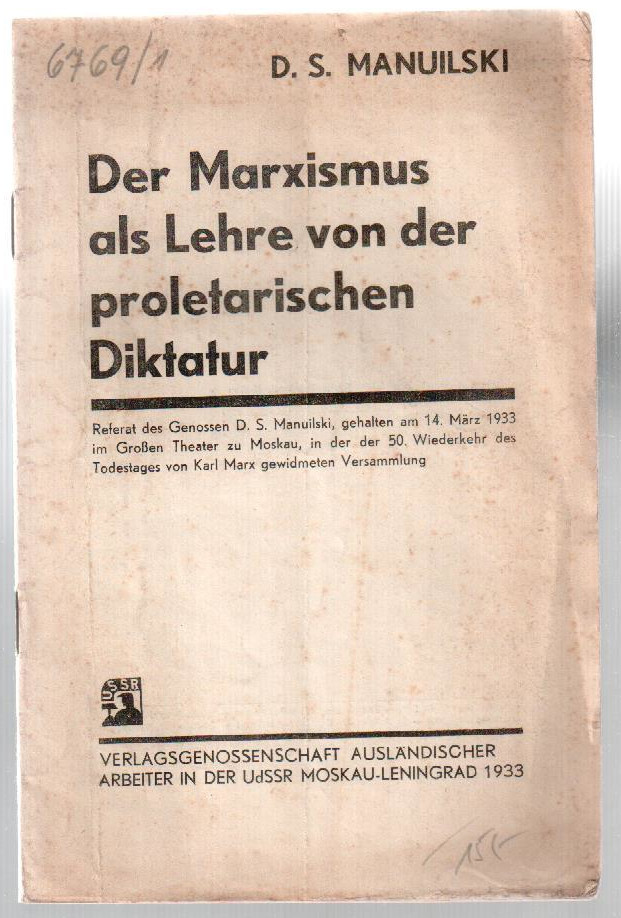 6769/1
D. S. MANUILSKI
Der Marxismus
als Lehre von der
proletarischen
Diktatur
Referat des Genossen D. S. Manuilski, gehalten am 14. März 1933
im Großen Theater zu Moskau, in der der 50. Wiederkehr des
Todestages von Karl Marx gewidmeten Versammlung
USSR
VERLAGSGENOSSENSCHAFT AUSLÄNDISCHER
ARBEITER IN DER UdSSR MOSKAU-LENINGRAD 1933